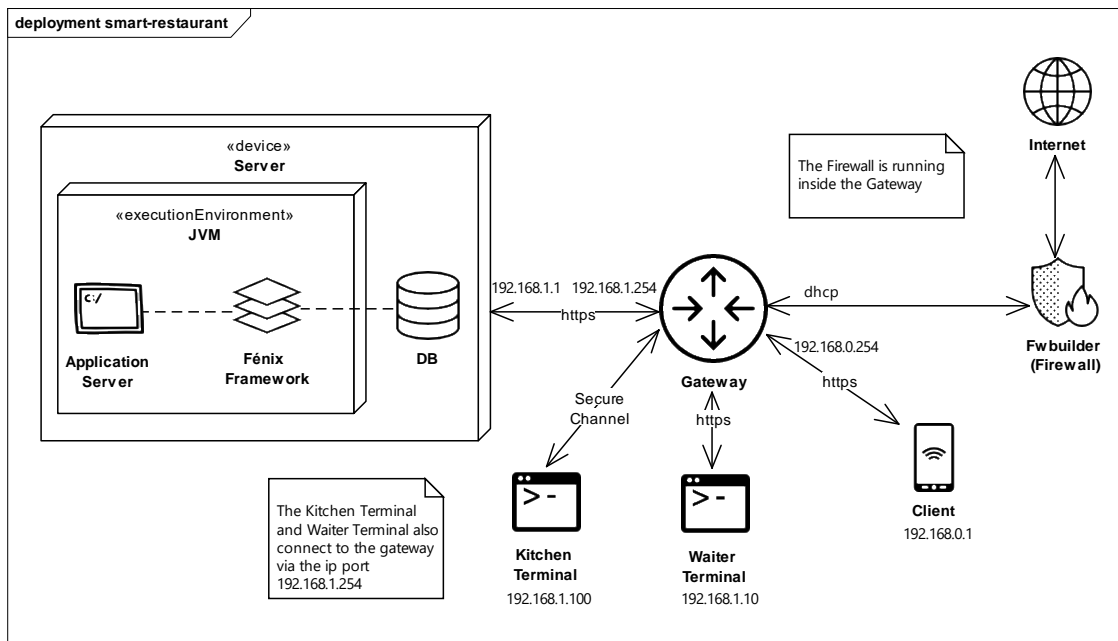 deployment smart-restaurant
Internet
«device»
Server
The Firewall is running
inside the Gateway
«executionEnvironment»
JVM
C:/
Application
Server
Fénix
Framework
DB
192.168.1.1
192.168.1.254
https
dhcp
Fwbuilder
(Firewall)
192.168.0.254
https
Gateway
Secure
Channel
https
>-
>-
Client
192.168.0.1
The Kitchen Terminal
and Waiter Terminal also
connect to the gateway
via the ip port
192.168.1.254
Kitchen
Terminal
192.168.1.100
Waiter
Terminal
192.168.1.10